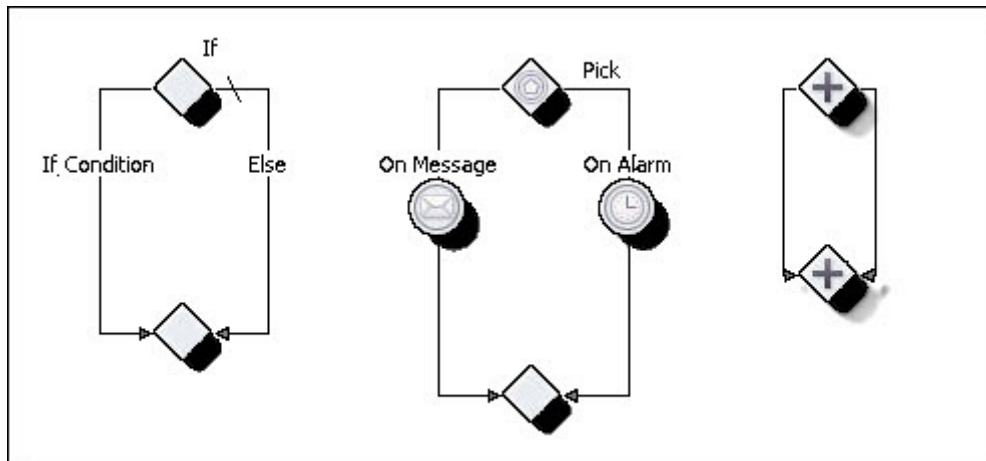 If
If Condition
Else
Pick
On Message
On Alarm